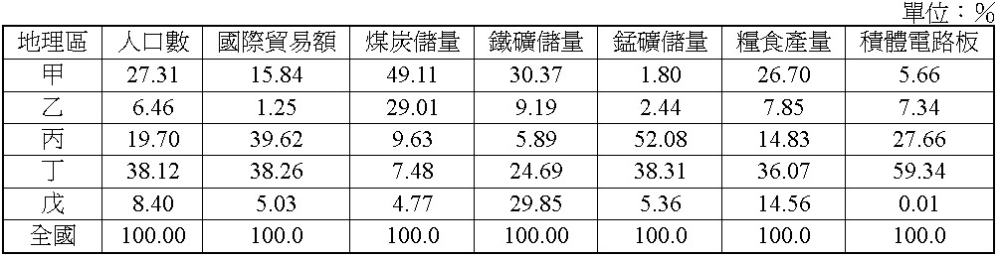 單位：％
地理區 人口數 國際貿易額 煤炭儲量 鐵礦儲量 錳礦儲量 糧食產量 積體電路板
甲 27.31 15.84 49.11 30.37 1.80 26.70 5.66
乙 6.46 1.25 29.01 9.19 2.44 7.85 7.34
丙 19.70 39.62 9.63 5.89 52.08 14.83 27.66
丁 38.12 38.26 7.48 24.69 38.31 36.07 59.34
戊 8.40 5.03 4.77 29.85 5.36 14.56 0.01
全國 100.00 100.0 100.0 100.00 100.0 100.0 100.0